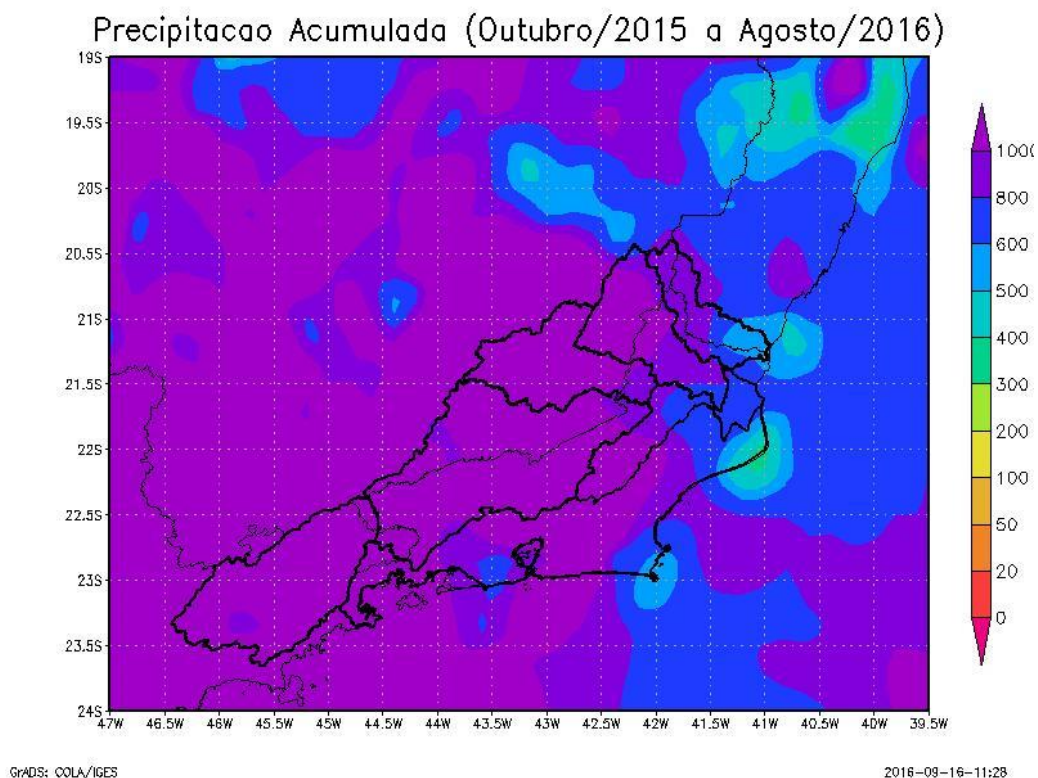 Precipitacao Acumulada (Outubro/2015 a Agosto/2016)
19S
19.5S
20S
20.5S
21S
21.5S
22S
22.5S
23S
23.5S
24S
47W 46.5W 46W 45.5W 45W 44.5W 44W 43.5W 43W 42.5W 42W 41.5W 41W 40.5W 40W 39.5W
1000
800
600
500
400
300
200
100
50
20
0
GrADS: COLA/IGES 2016-09-16-11:28